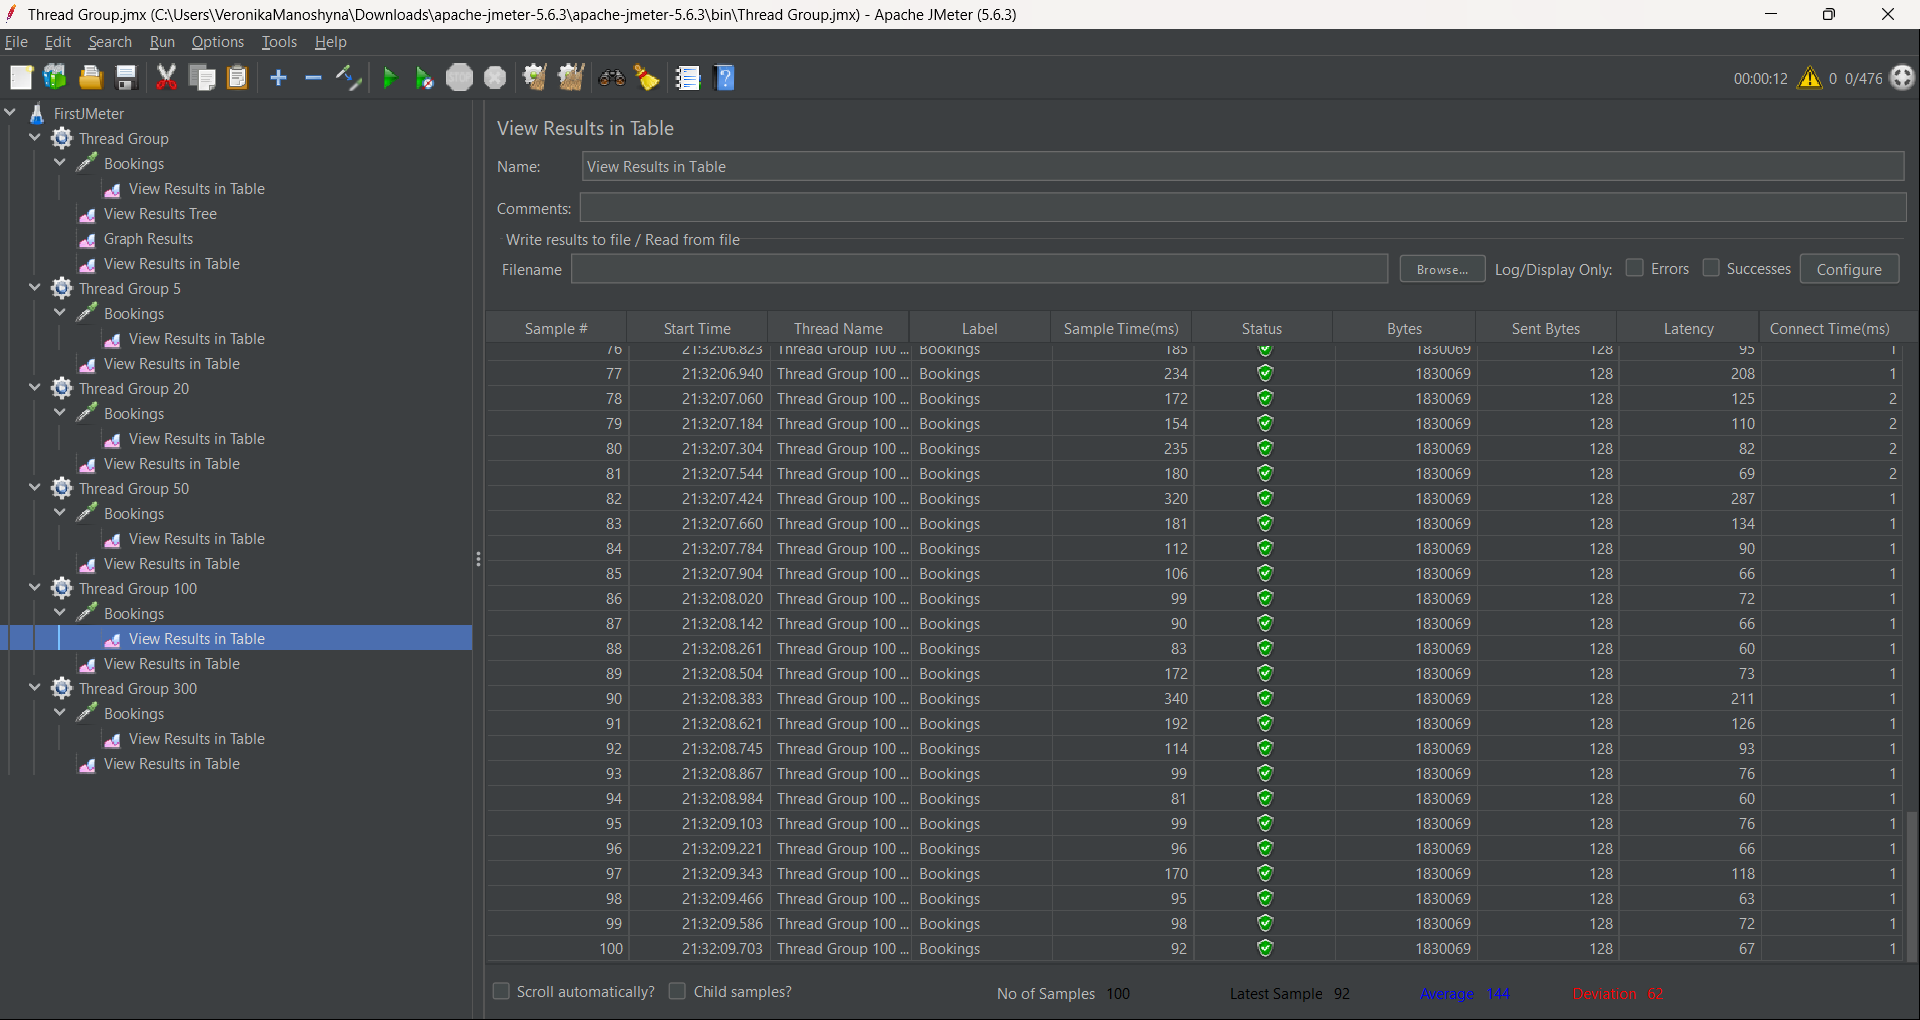 Thread Group.jmx (C:\Users\VeronikaManoshyna\Downloads\apache-jmeter-5.6.3\apache-jmeter-5.6.3\bin\Thread Group.jmx) - Apache JMeter (5.6.3)
File Edit Search Run Options Tools Help
STOP 00:00:12 0 0/476
FirstJMeter
Thread Group
Bookings
View Results in Table
View Results Tree
Graph Results
View Results in Table
Thread Group 5
Bookings
View Results in Table
View Results in Table
Thread Group 20
Bookings
View Results in Table
View Results in Table
Thread Group 50
Bookings
View Results in Table
View Results in Table
Thread Group 100
Bookings
View Results in Table
View Results in Table
Thread Group 300
Bookings
View Results in Table
View Results in Table
View Results in Table
Name: View Results in Table
Comments:
Write results to file / Read from file
Filename Browse... Log/Display Only: Errors Successes Configure
Sample # Start Time Thread Name Label Sample Time(ms) Status Bytes Sent Bytes Latency Connect Time(ms)
76 21:32:06.823 Thread Group 100 ... Bookings 185 1830069 128 95 1
77 21:32:06.940 Thread Group 100 ... Bookings 234 1830069 128 208 1
78 21:32:07.060 Thread Group 100 ... Bookings 172 1830069 128 125 2
79 21:32:07.184 Thread Group 100 ... Bookings 154 1830069 128 110 2
80 21:32:07.304 Thread Group 100 ... Bookings 235 1830069 128 82 2
81 21:32:07.544 Thread Group 100 ... Bookings 180 1830069 128 69 2
82 21:32:07.424 Thread Group 100 ... Bookings 320 1830069 128 287 1
83 21:32:07.660 Thread Group 100 ... Bookings 181 1830069 128 134 1
84 21:32:07.784 Thread Group 100 ... Bookings 112 1830069 128 90 1
85 21:32:07.904 Thread Group 100 ... Bookings 106 1830069 128 66 1
86 21:32:08.020 Thread Group 100 ... Bookings 99 1830069 128 72 1
87 21:32:08.142 Thread Group 100 ... Bookings 90 1830069 128 66 1
88 21:32:08.261 Thread Group 100 ... Bookings 83 1830069 128 60 1
89 21:32:08.504 Thread Group 100 ... Bookings 172 1830069 128 73 1
90 21:32:08.383 Thread Group 100 ... Bookings 340 1830069 128 211 1
91 21:32:08.621 Thread Group 100 ... Bookings 192 1830069 128 126 1
92 21:32:08.745 Thread Group 100 ... Bookings 114 1830069 128 93 1
93 21:32:08.867 Thread Group 100 ... Bookings 99 1830069 128 76 1
94 21:32:08.984 Thread Group 100 ... Bookings 81 1830069 128 60 1
95 21:32:09.103 Thread Group 100 ... Bookings 99 1830069 128 76 1
96 21:32:09.221 Thread Group 100 ... Bookings 96 1830069 128 66 1
97 21:32:09.343 Thread Group 100 ... Bookings 170 1830069 128 118 1
98 21:32:09.466 Thread Group 100 ... Bookings 95 1830069 128 63 1
99 21:32:09.586 Thread Group 100 ... Bookings 98 1830069 128 72 1
100 21:32:09.703 Thread Group 100 ... Bookings 92 1830069 128 67 1
Scroll automatically? Child samples? No of Samples 100 Latest Sample 92 Average 144 Deviation 62